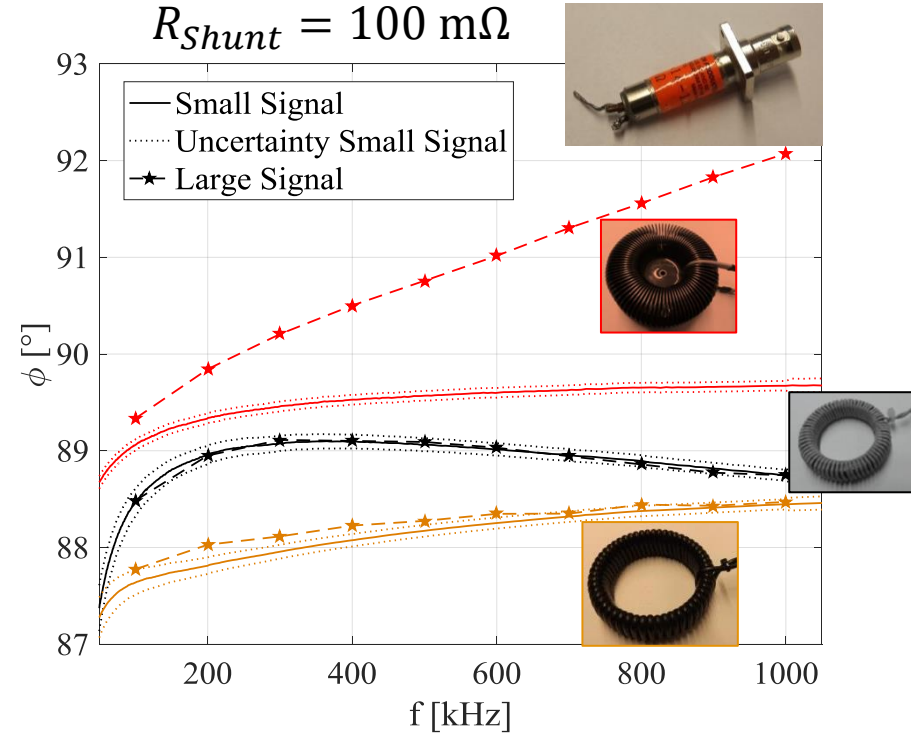 R_Shunt = 100 mΩ
93
92
91
90
89
88
87
ϕ [°]
Small Signal
Uncertainty Small Signal
Large Signal
200
400
600
800
1000
f [kHz]